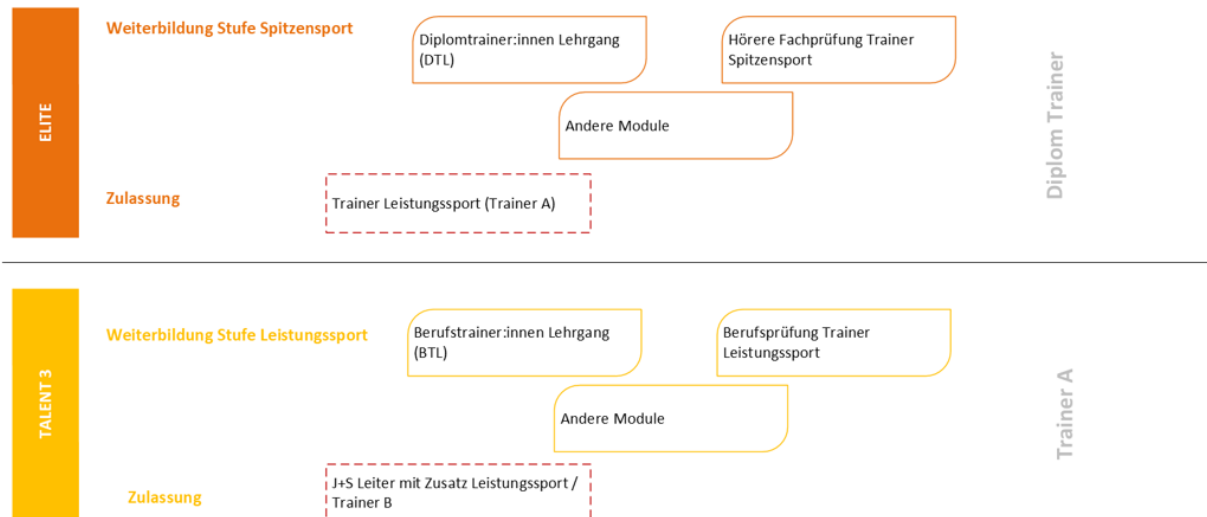 ELITE
Weiterbildung Stufe Spitzensport
Diplomtrainer:innen Lehrgang
(DTL)
Hörere Fachprüfung Trainer
Spitzensport
Andere Module
Zulassung
Trainer Leistungssport (Trainer A)
Diplom Trainer
TALENT 3
Weiterbildung Stufe Leistungssport
Berufstrainer:innen Lehrgang
(BTL)
Berufsprüfung Trainer
Leistungssport
Andere Module
Zulassung
J+S Leiter mit Zusatz Leistungssport /
Trainer B
Trainer A